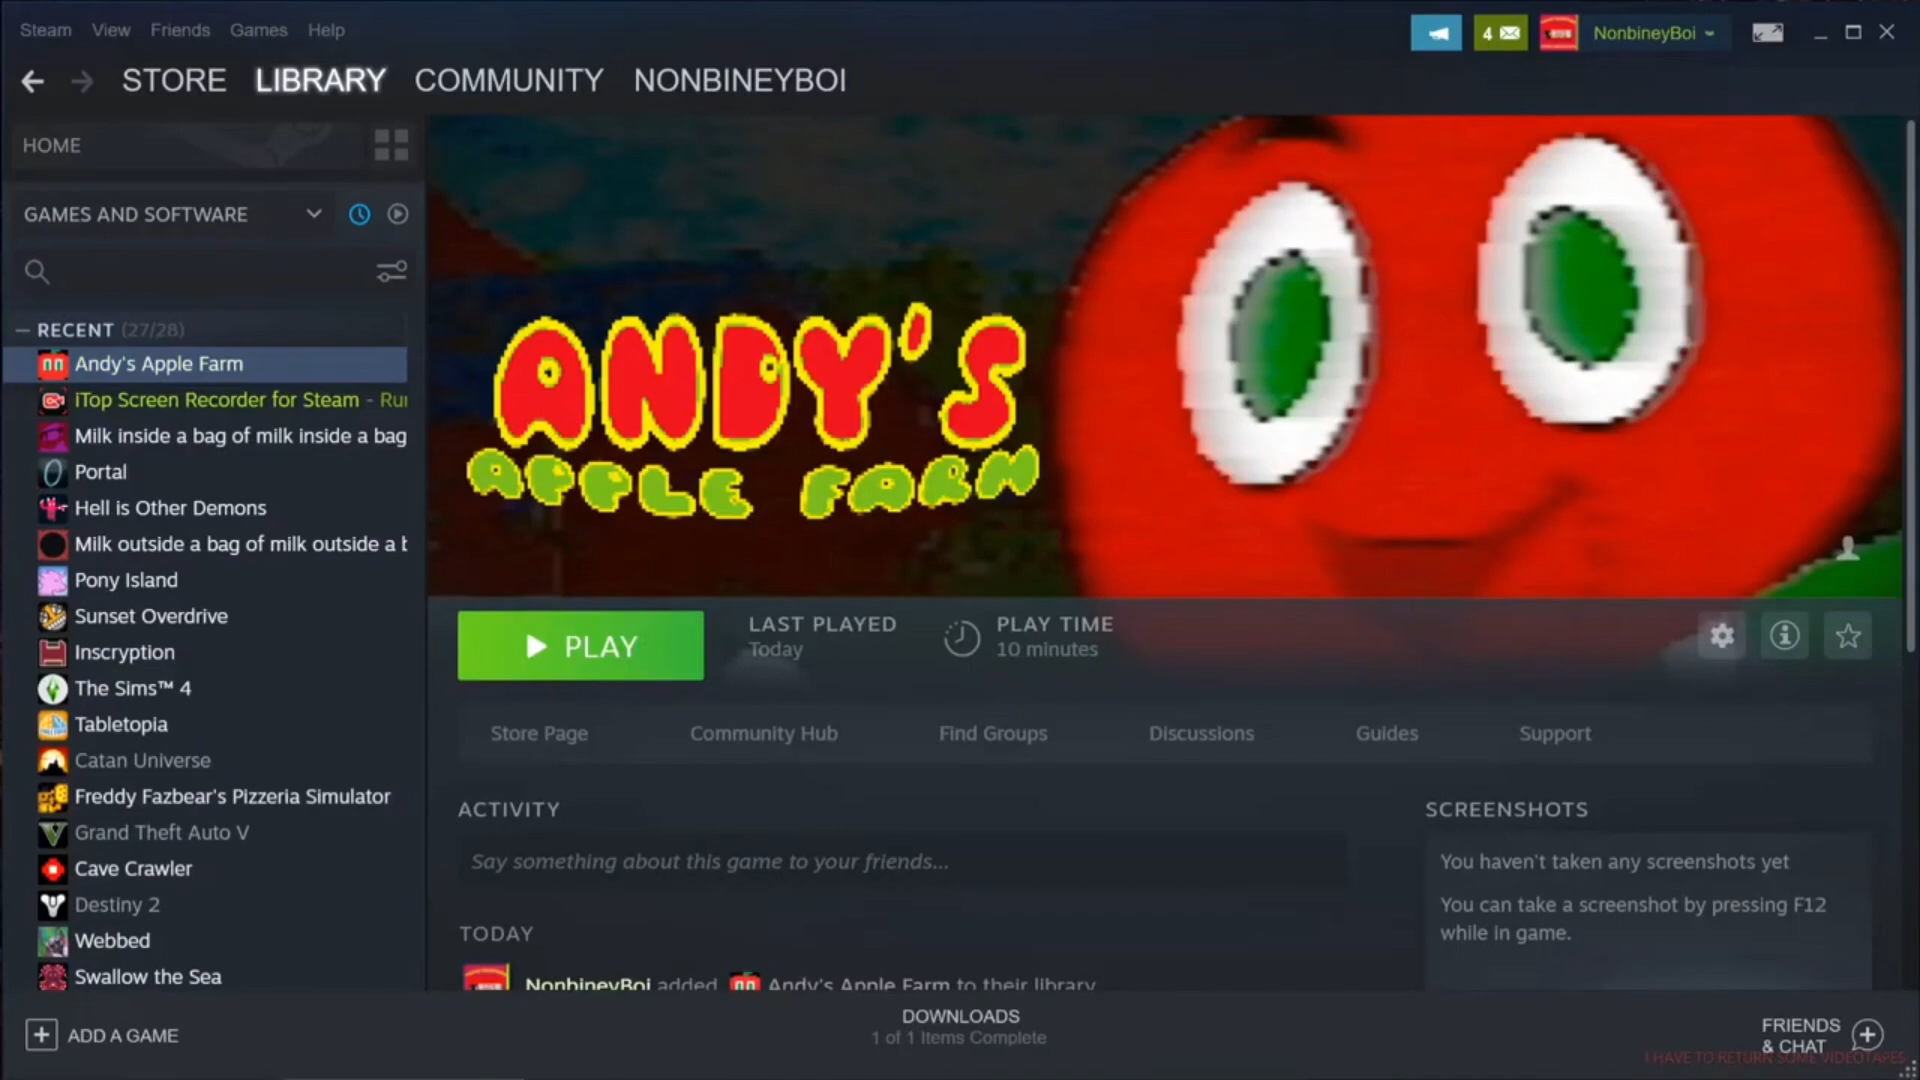 Steam View Friends Games Help
4 NonbineyBoi
STORE LIBRARY COMMUNITY NONBINEYBOI
HOME
GAMES AND SOFTWARE
RECENT (27/28)
Andy's Apple Farm
iTop Screen Recorder for Steam - Run
Milk inside a bag of milk inside a bag
Portal
Hell is Other Demons
Milk outside a bag of milk outside a b
Pony Island
Sunset Overdrive
Inscryption
The Sims™ 4
Tabletopia
Catan Universe
Freddy Fazbear's Pizzeria Simulator
Grand Theft Auto V
Cave Crawler
Destiny 2
Webbed
Swallow the Sea
ADD A GAME
ANDY'S
APPLE FARM
PLAY
LAST PLAYED
Today
PLAY TIME
10 minutes
Store Page Community Hub Find Groups Discussions Guides Support
ACTIVITY
Say something about this game to your friends...
TODAY
NonbineyBoi added Andy's Apple Farm to their library
SCREENSHOTS
You haven't taken any screenshots yet
You can take a screenshot by pressing F12
while in game.
DOWNLOADS
1 of 1 Items Complete
FRIENDS
& CHAT
I HAVE TO RETURN SOME VIDEOTAPES